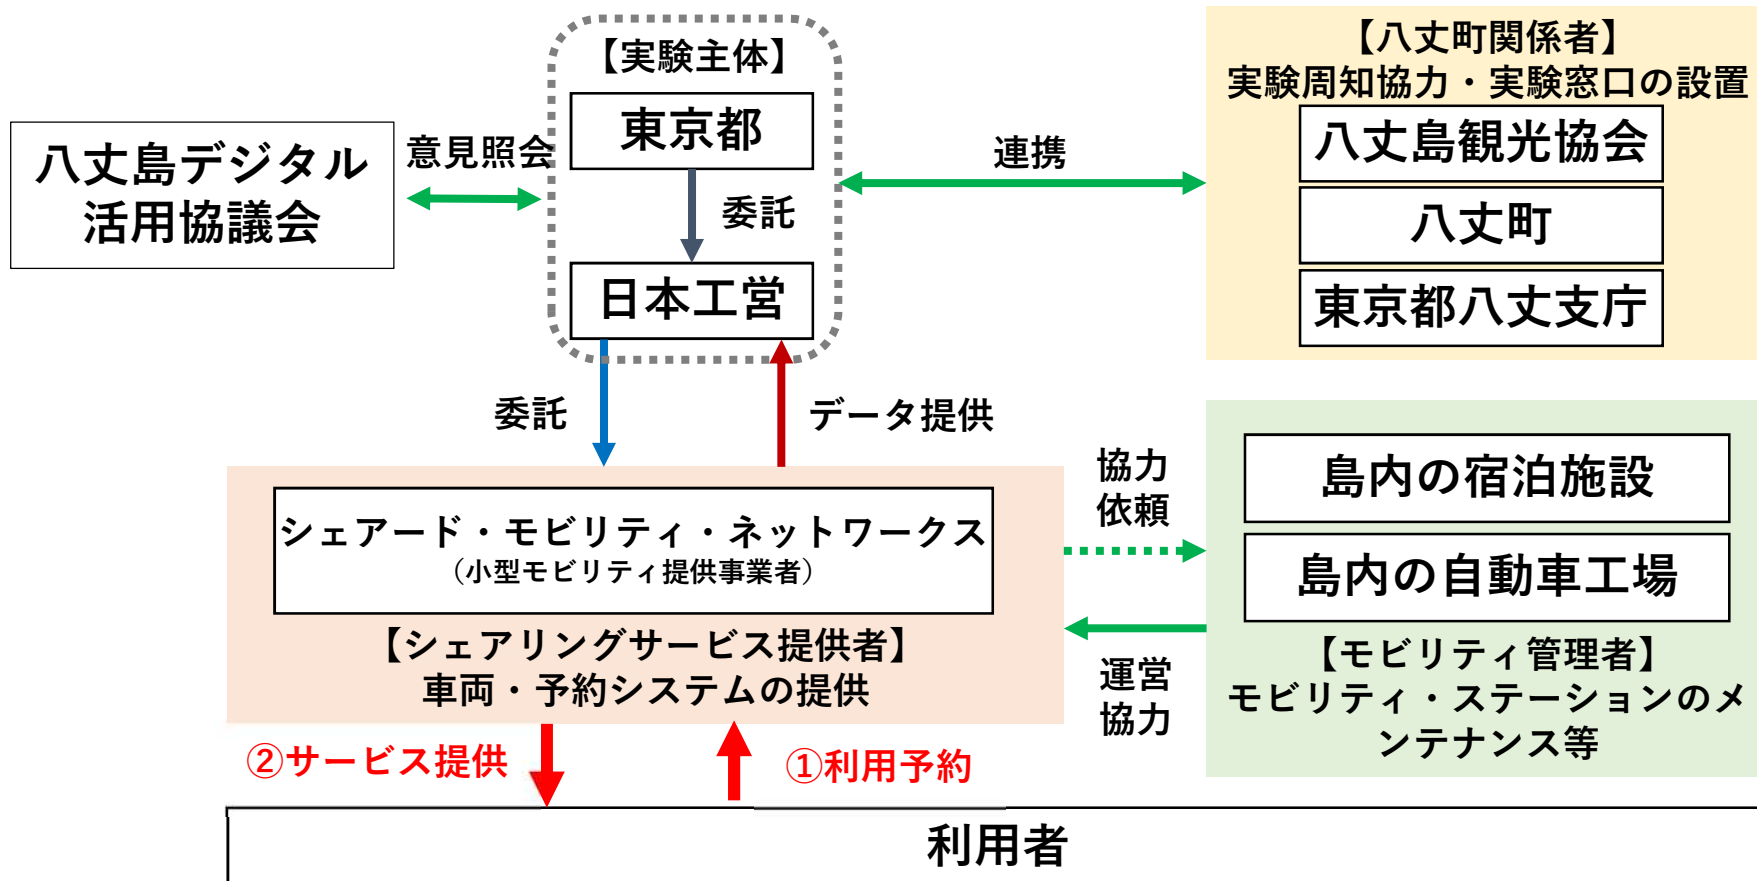 【実験主体】
東京都
委託
日本工営
八丈島デジタル
活用協議会
意見照会
連携
【八丈町関係者】
実験周知協力・実験窓口の設置
八丈島観光協会
八丈町
東京都八丈支庁
委託
データ提供
シェアード・モビリティ・ネットワークス
（小型モビリティ提供事業者）
【シェアリングサービス提供者】
車両・予約システムの提供
協力
依頼
運営
協力
島内の宿泊施設
島内の自動車工場
【モビリティ管理者】
モビリティ・ステーションのメ
ンテナンス等
②サービス提供
①利用予約
利用者